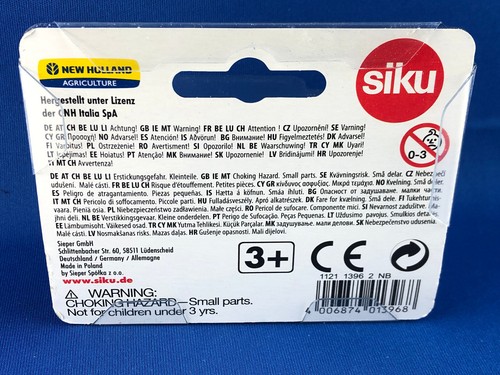 NEW HOLLAND
AGRICULTURE
siku
Hergestellt unter Lizenz
der CNH Italia SpA
DE AT CH BE LU LI Achtung! GB IE MT Warning! FR BE LU CH Attention ! CZ Upozornění! SE Varning!
CY GR Προσοχή! NO Advarsel! ES Atención! IS Aðvörun! BG Внимание! HU Figyelmeztetés! DK Advarsel!
FI Varoitus! PL Ostrzeżenie! RO Avertisment! SI Opozorilo! NL BE Waarschuwing! TR CY MK Uyarı!
LT Įspėjimas! EE Hoiatus! PT Atenção! MK Внимание! SK Upozornenie! LV Brīdinājumi! HR Upozorenje!
IT MT CH Avvertenza!
0-3
DE AT CH BE LU LI Erstickungsgefahr. Kleinteile. GB IE MT Choking Hazard. Small parts. SE Kvävningsrisk. Små delar. CZ Nebezpečí
udušení. Malé části. FR BE LU CH Risque d'étouffement. Petites pièces. CY GR κίνδυνος ασφυξίας, Μικρά τεμάχια. NO Kvelning. Små deler.
ES Peligro de atragantamiento. Piezas pequeñas. IS Hætta á köfnun. Smáa íhluti. BG Опасност от задушаване. малки части
IT MT CH Pericolo di soffocamento. Piccole parti. HU Fulladásveszély. Apró alkatrészek. DK Fare for kvælning. Små dele. FI Tukehtumis-
vaara. Pieniä osia. PL Niebezpieczeństwo zadławienia. Małe części. RO Pericol de sufocare. Componente mici. SI Nevarnost zadušitve.
jhni deli. NL BE Verstikkingsgevaar. Kleine onderdelen. PT Perigo de Sufocação. Peças Pequenas. LT Uždusimo pavojus. Smulkios detalės
EE Lämbumisoht. Väikesed osad. TR CY MK Yutma Tehlikesi, Küçük Parçalar. MK задушување. мали делови. SK Nebezpečenstvo udusenia.
LV Nosmakšanas risks. Mazas daļas. HR Gušenje opasnosti. Mali dijelovi.
Sieper GmbH
Schlittenbacher Str. 60, 58511 Lüdenscheid
Deutschland / Germany / Allemagne
Made in Poland
by Sieper Spółka z o.o.
www.siku.de
3+
CE
1121 1396 2 NB
WARNING:
CHOKING HAZARD—Small parts.
Not for children under 3 yrs.
4 006874 013968